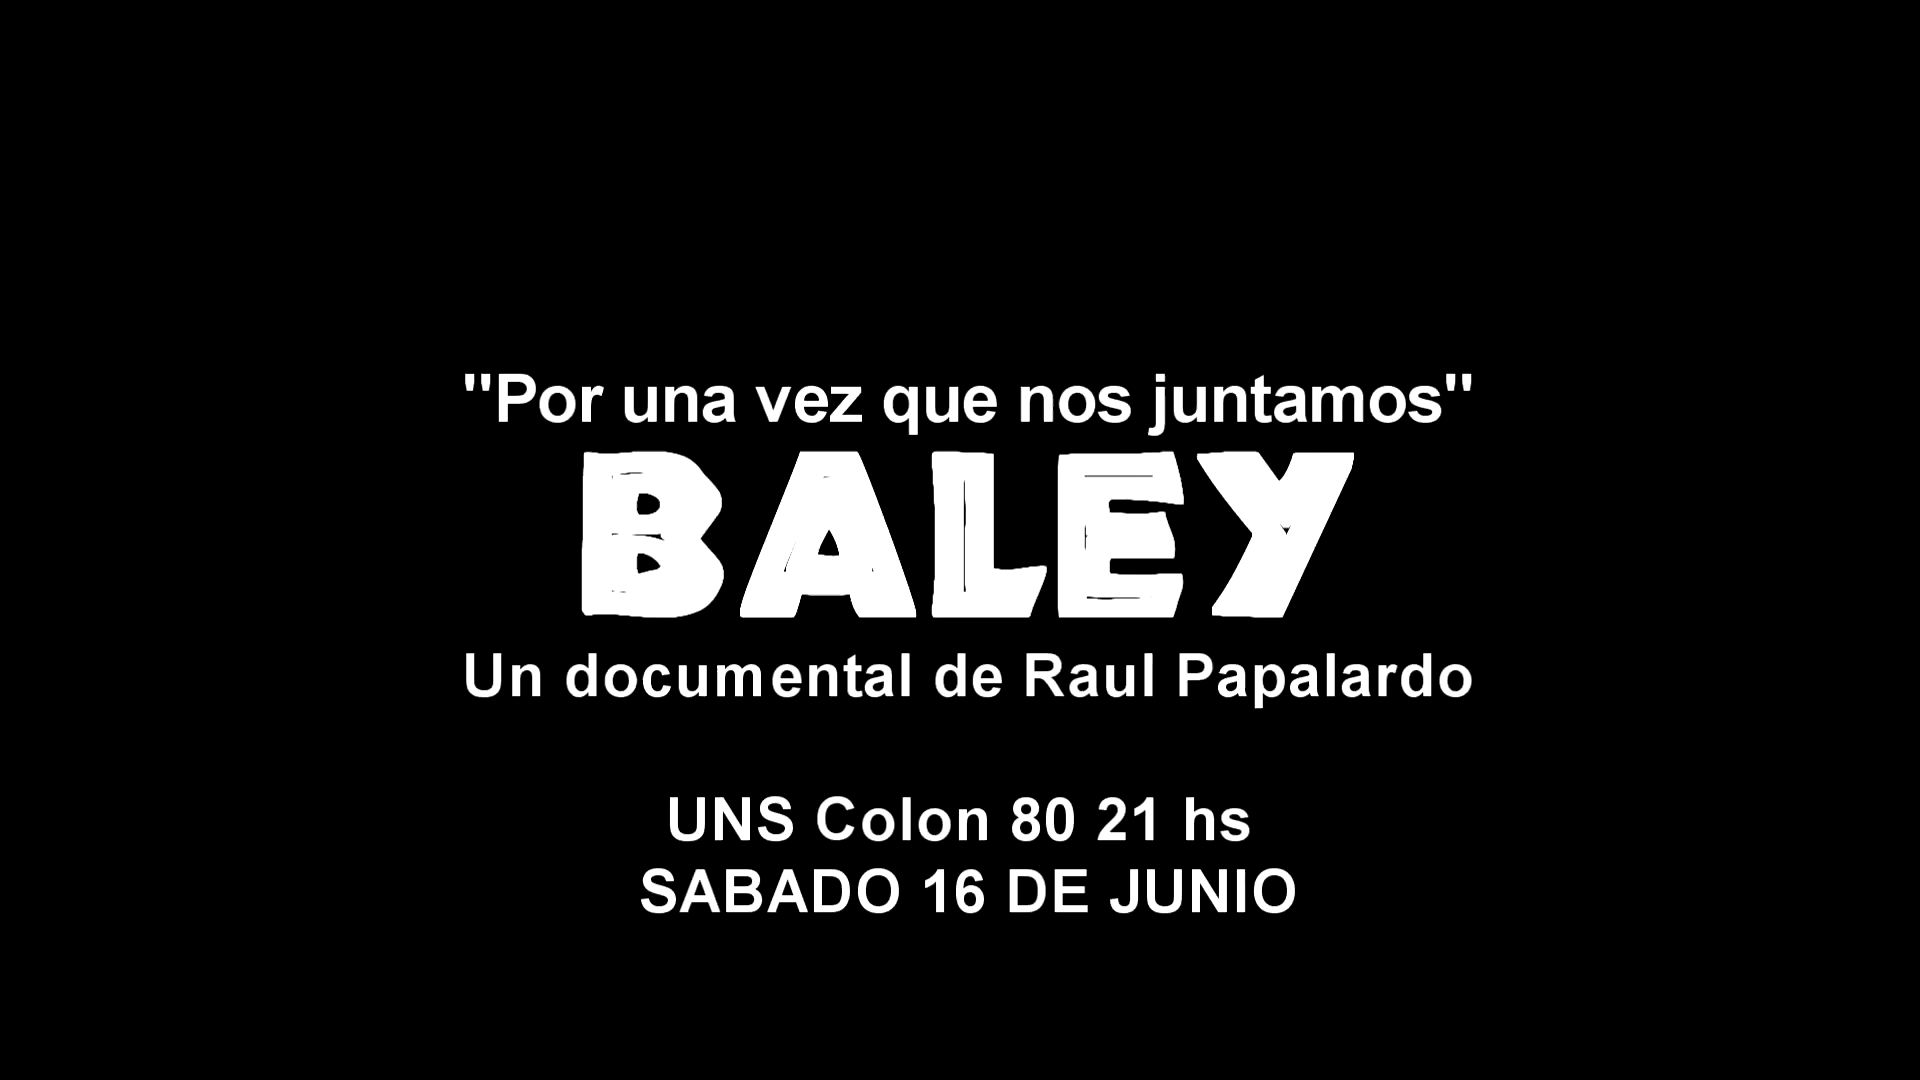 "Por una vez que nos juntamos"
BALEY
Un documental de Raul Papalardo
UNS Colon 80 21 hs
SABADO 16 DE JUNIO